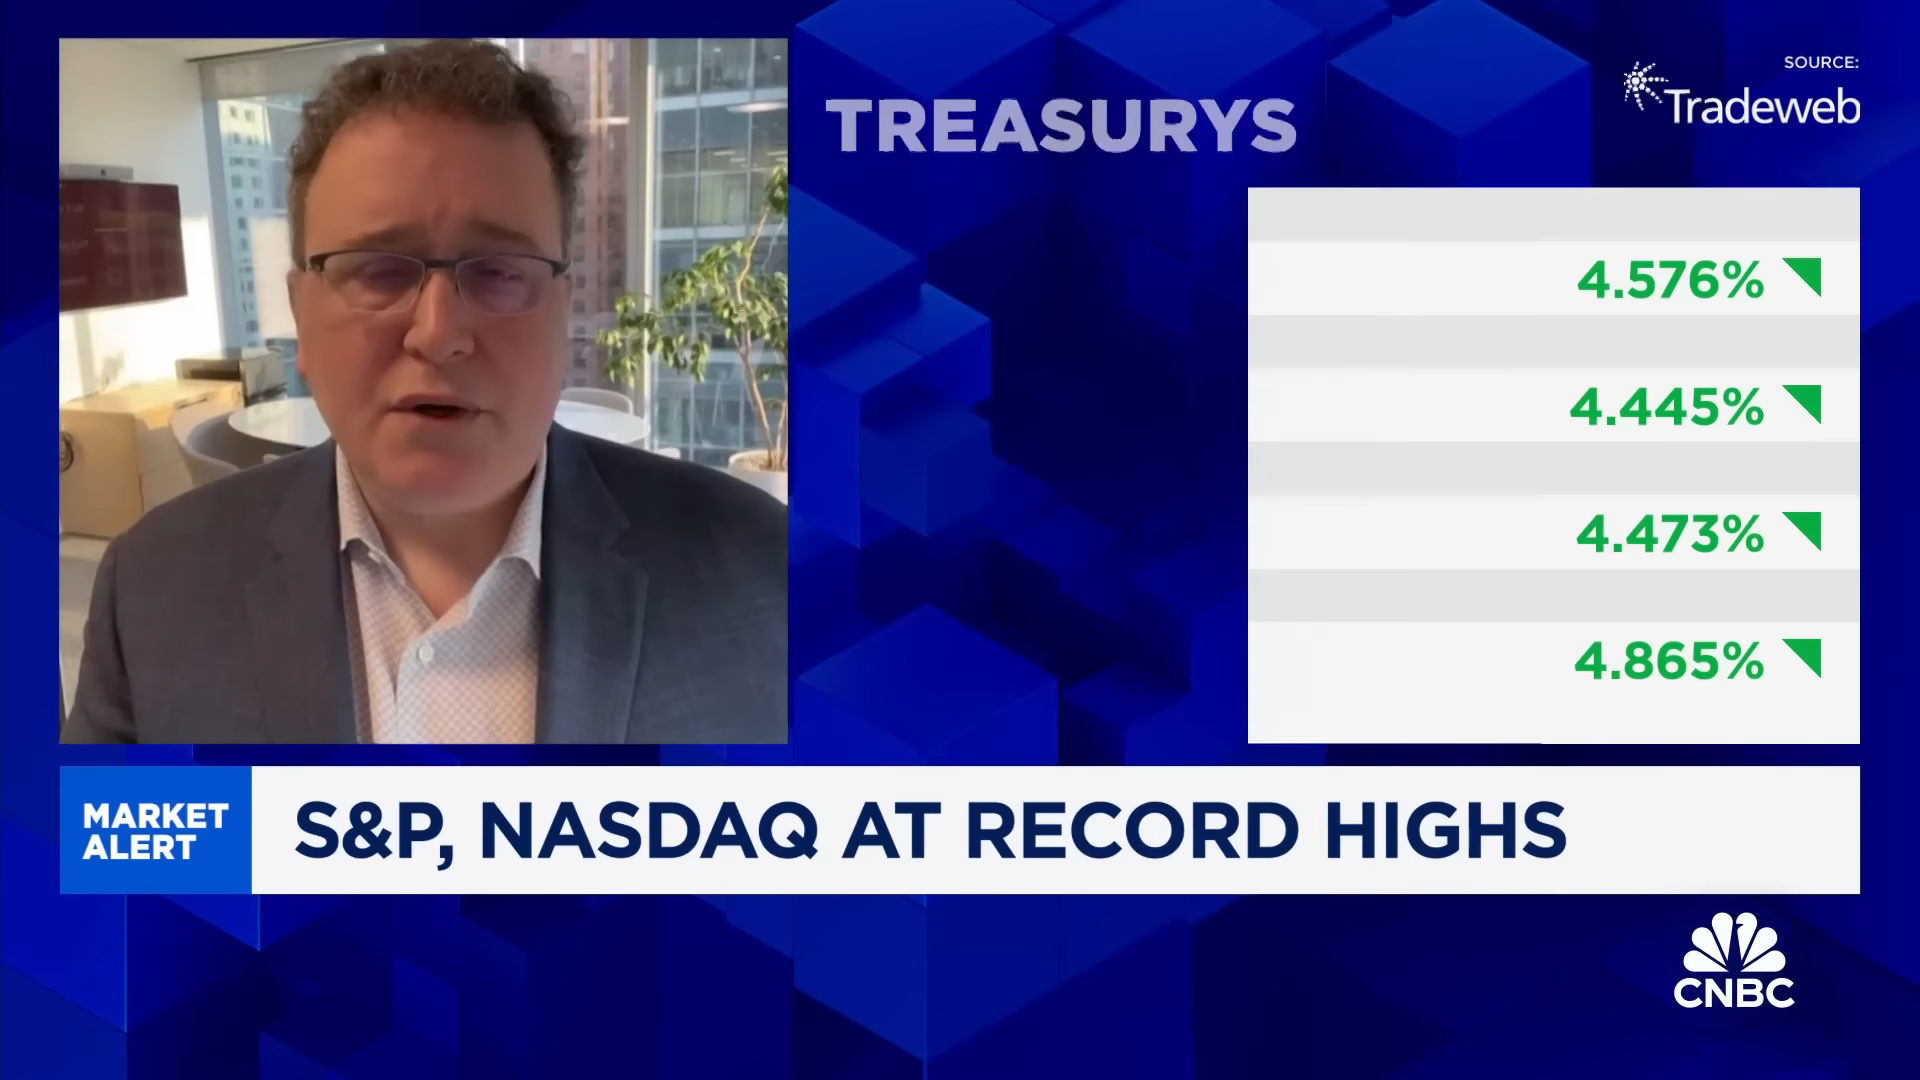 SOURCE:
Tradeweb
TREASURYS
4.576%
4.445%
4.473%
4.865%
MARKET
ALERT
S&P, NASDAQ AT RECORD HIGHS
CNBC